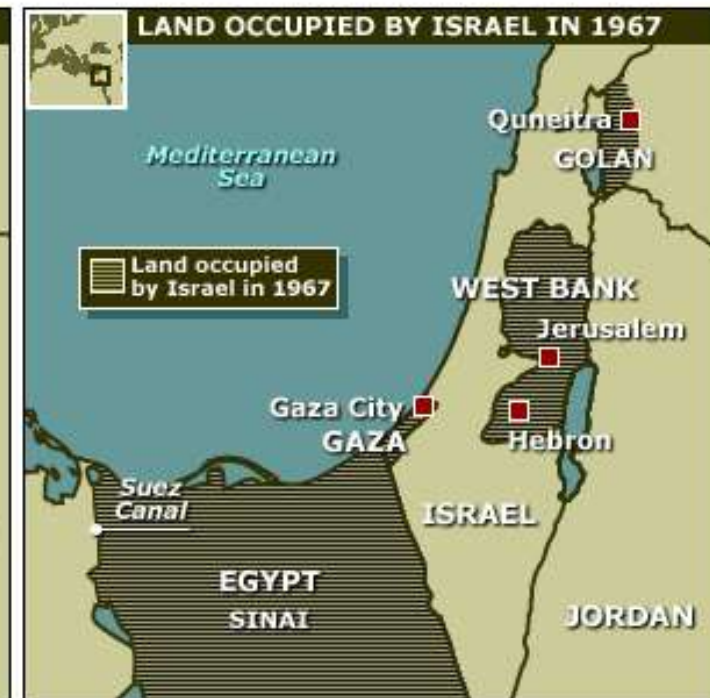 LAND OCCUPIED BY ISRAEL IN 1967
Quneitra
GOLAN
Mediterranean
Sea
Land occupied
by Israel in 1967
WEST BANK
Jerusalem
Gaza City
GAZA
Hebron
Suez
Canal
ISRAEL
EGYPT
SINAI
JORDAN